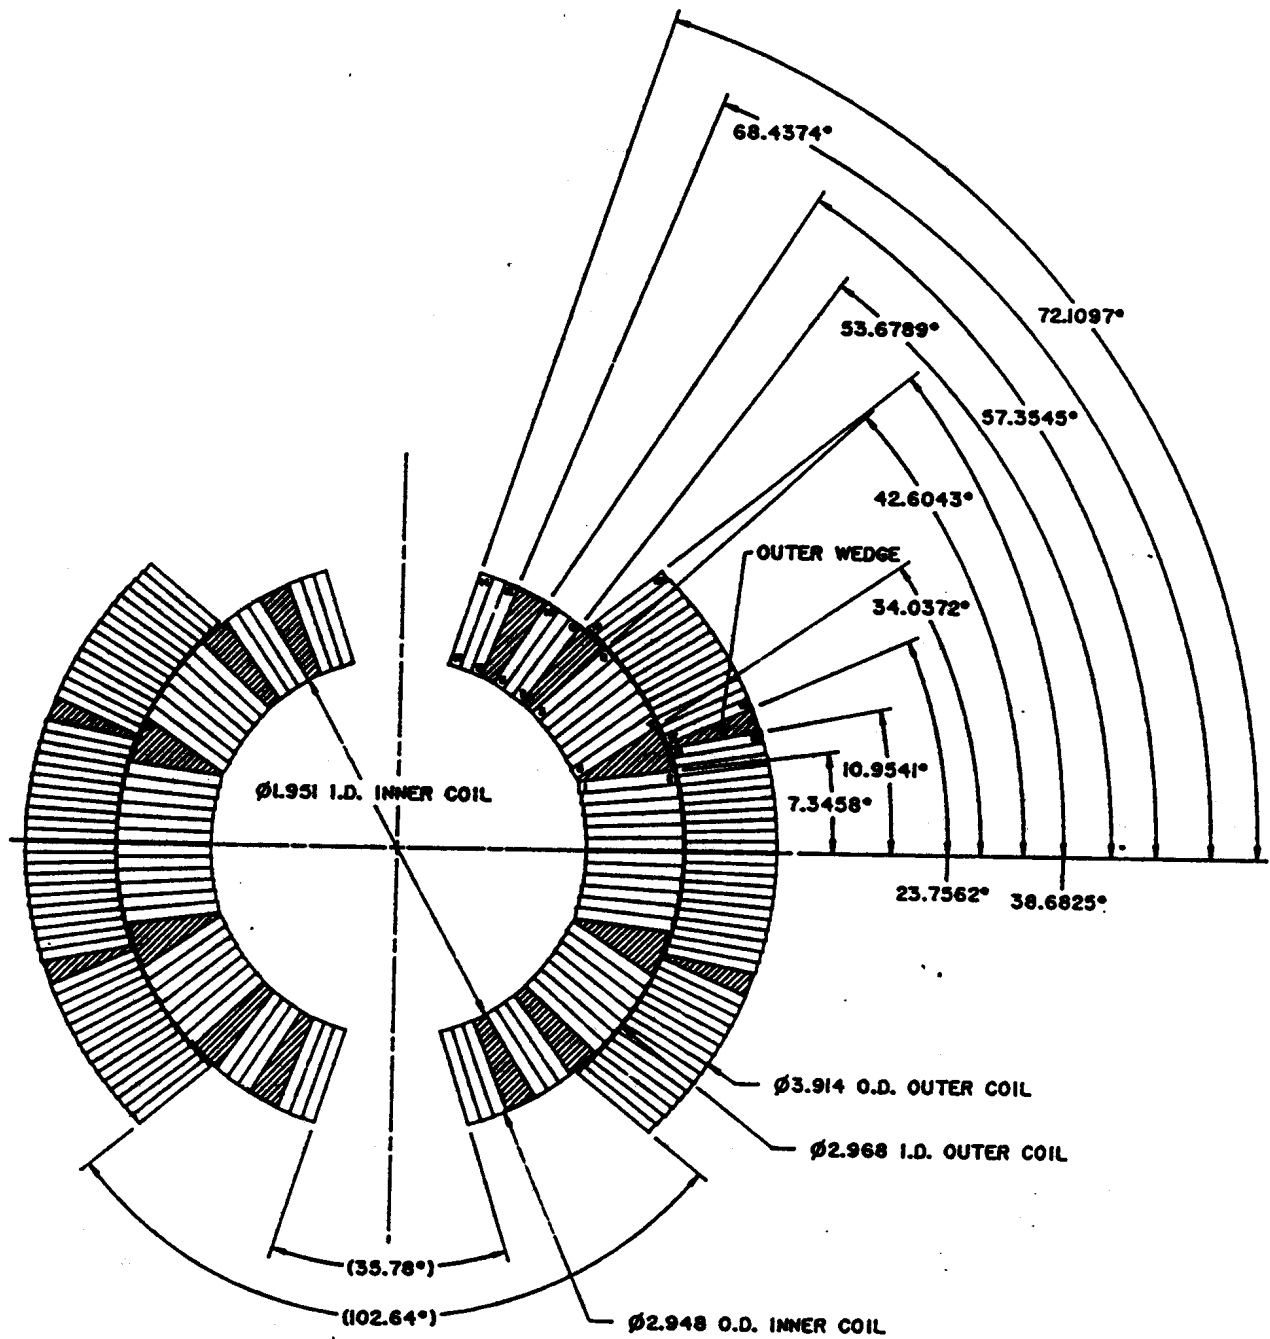 68.4374°
72.1097°
53.6789°
57.3545°
42.6043°
OUTER WEDGE
34.0372°
10.9541°
7.3458°
Ø1.951 I.D. INNER COIL
23.7562°
38.6825°
Ø3.914 O.D. OUTER COIL
Ø2.968 I.D. OUTER COIL
(35.78°)
(102.64°)
Ø2.948 O.D. INNER COIL